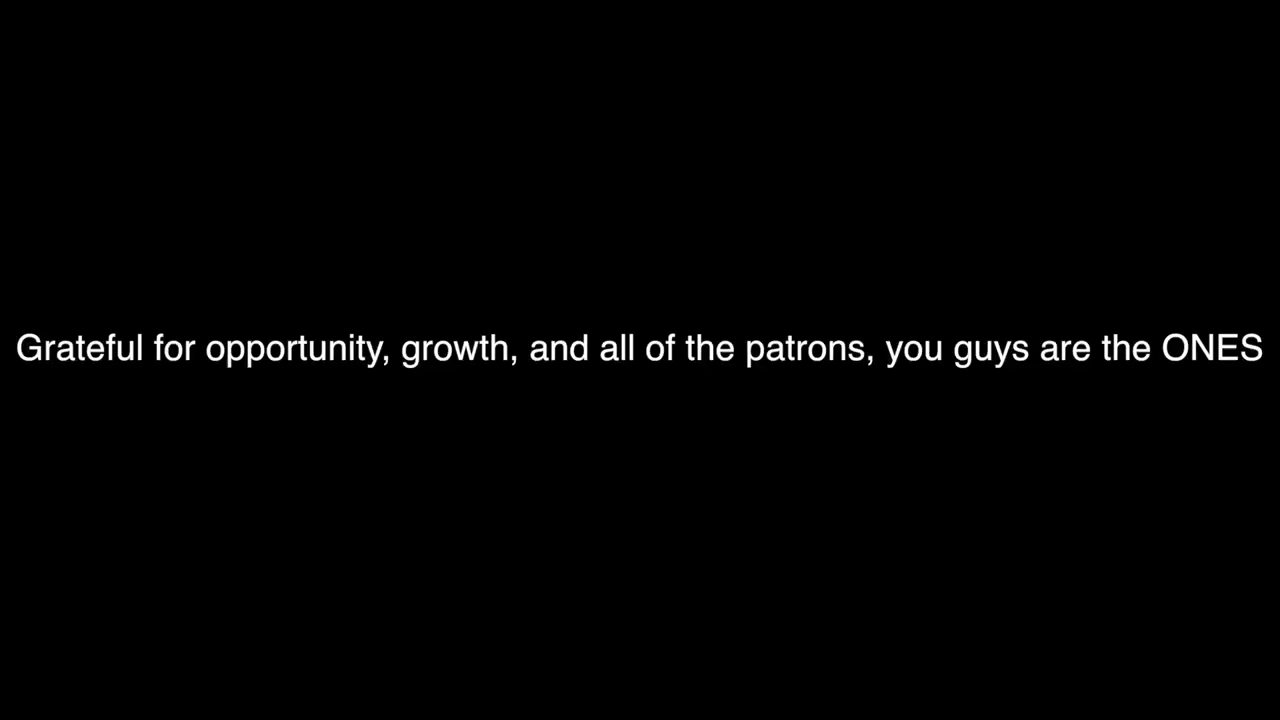 Grateful for opportunity, growth, and all of the patrons, you guys are the ONES